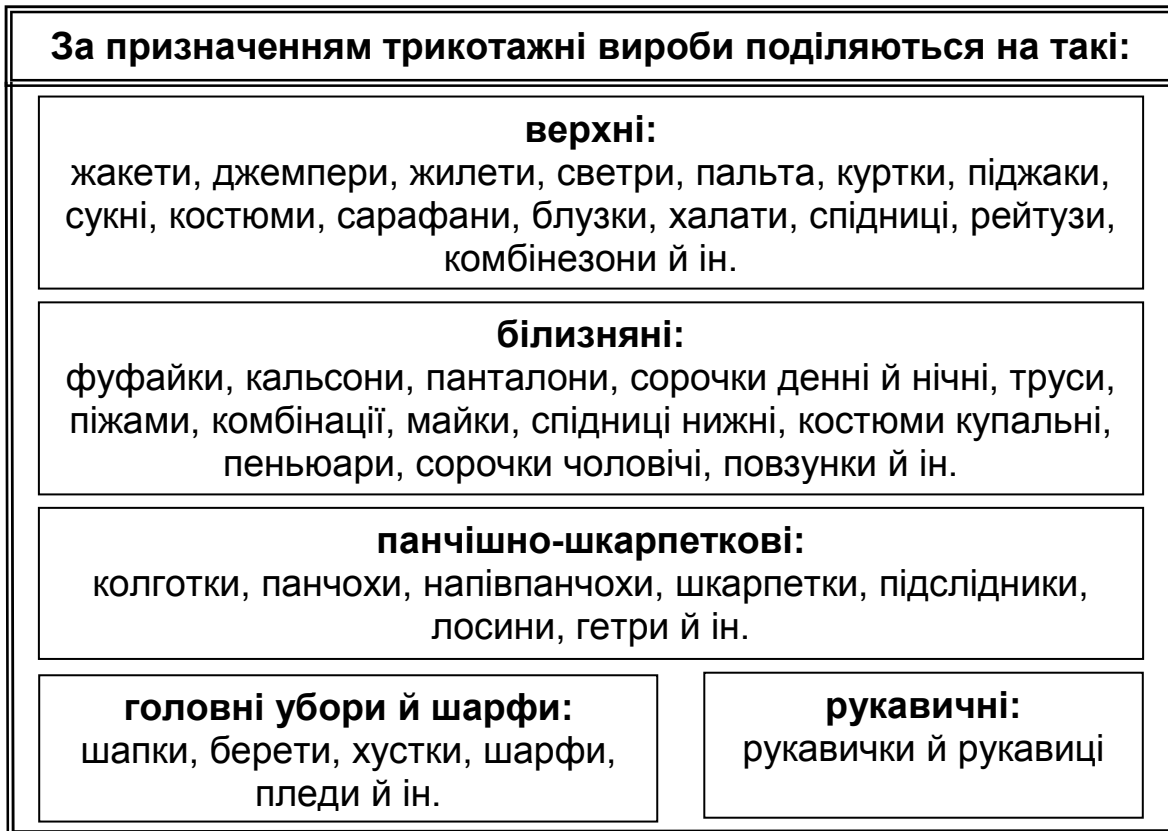 За призначенням трикотажні вироби поділяються на такі:
верхні:
жакети, джемпери, жилети, светри, пальта, куртки, піджаки,
сукні, костюми, сарафани, блузки, халати, спідниці, рейтузи,
комбінезони й ін.
білизняні:
фуфайки, кальсони, панталони, сорочки денні й нічні, труси,
піжами, комбінації, майки, спідниці нижні, костюми купальні,
пеньюари, сорочки чоловічі, повзунки й ін.
панчішно-шкарпеткові:
колготки, панчохи, напівпанчохи, шкарпетки, підслідники,
лосини, гетри й ін.
головні убори й шарфи:
шапки, берети, хустки, шарфи,
пледи й ін.
рукавичні:
рукавички й рукавиці